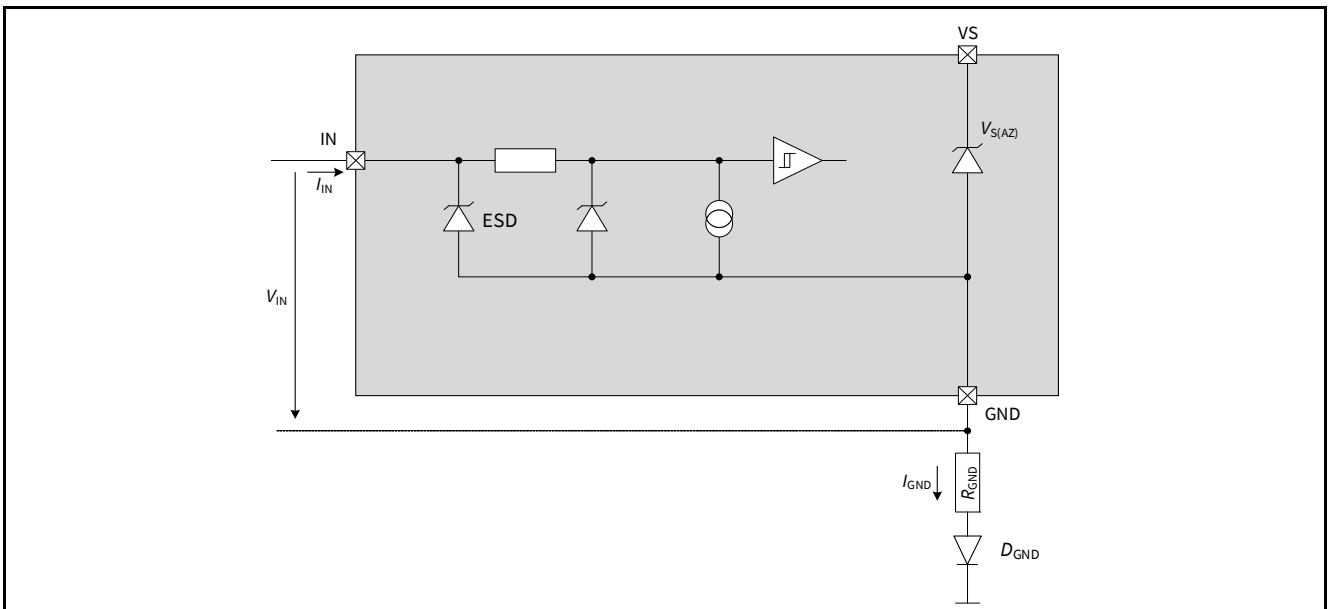 VS
V_S(AZ)
IN
I_IN
ESD
V_IN
GND
I_GND
R_GND
D_GND